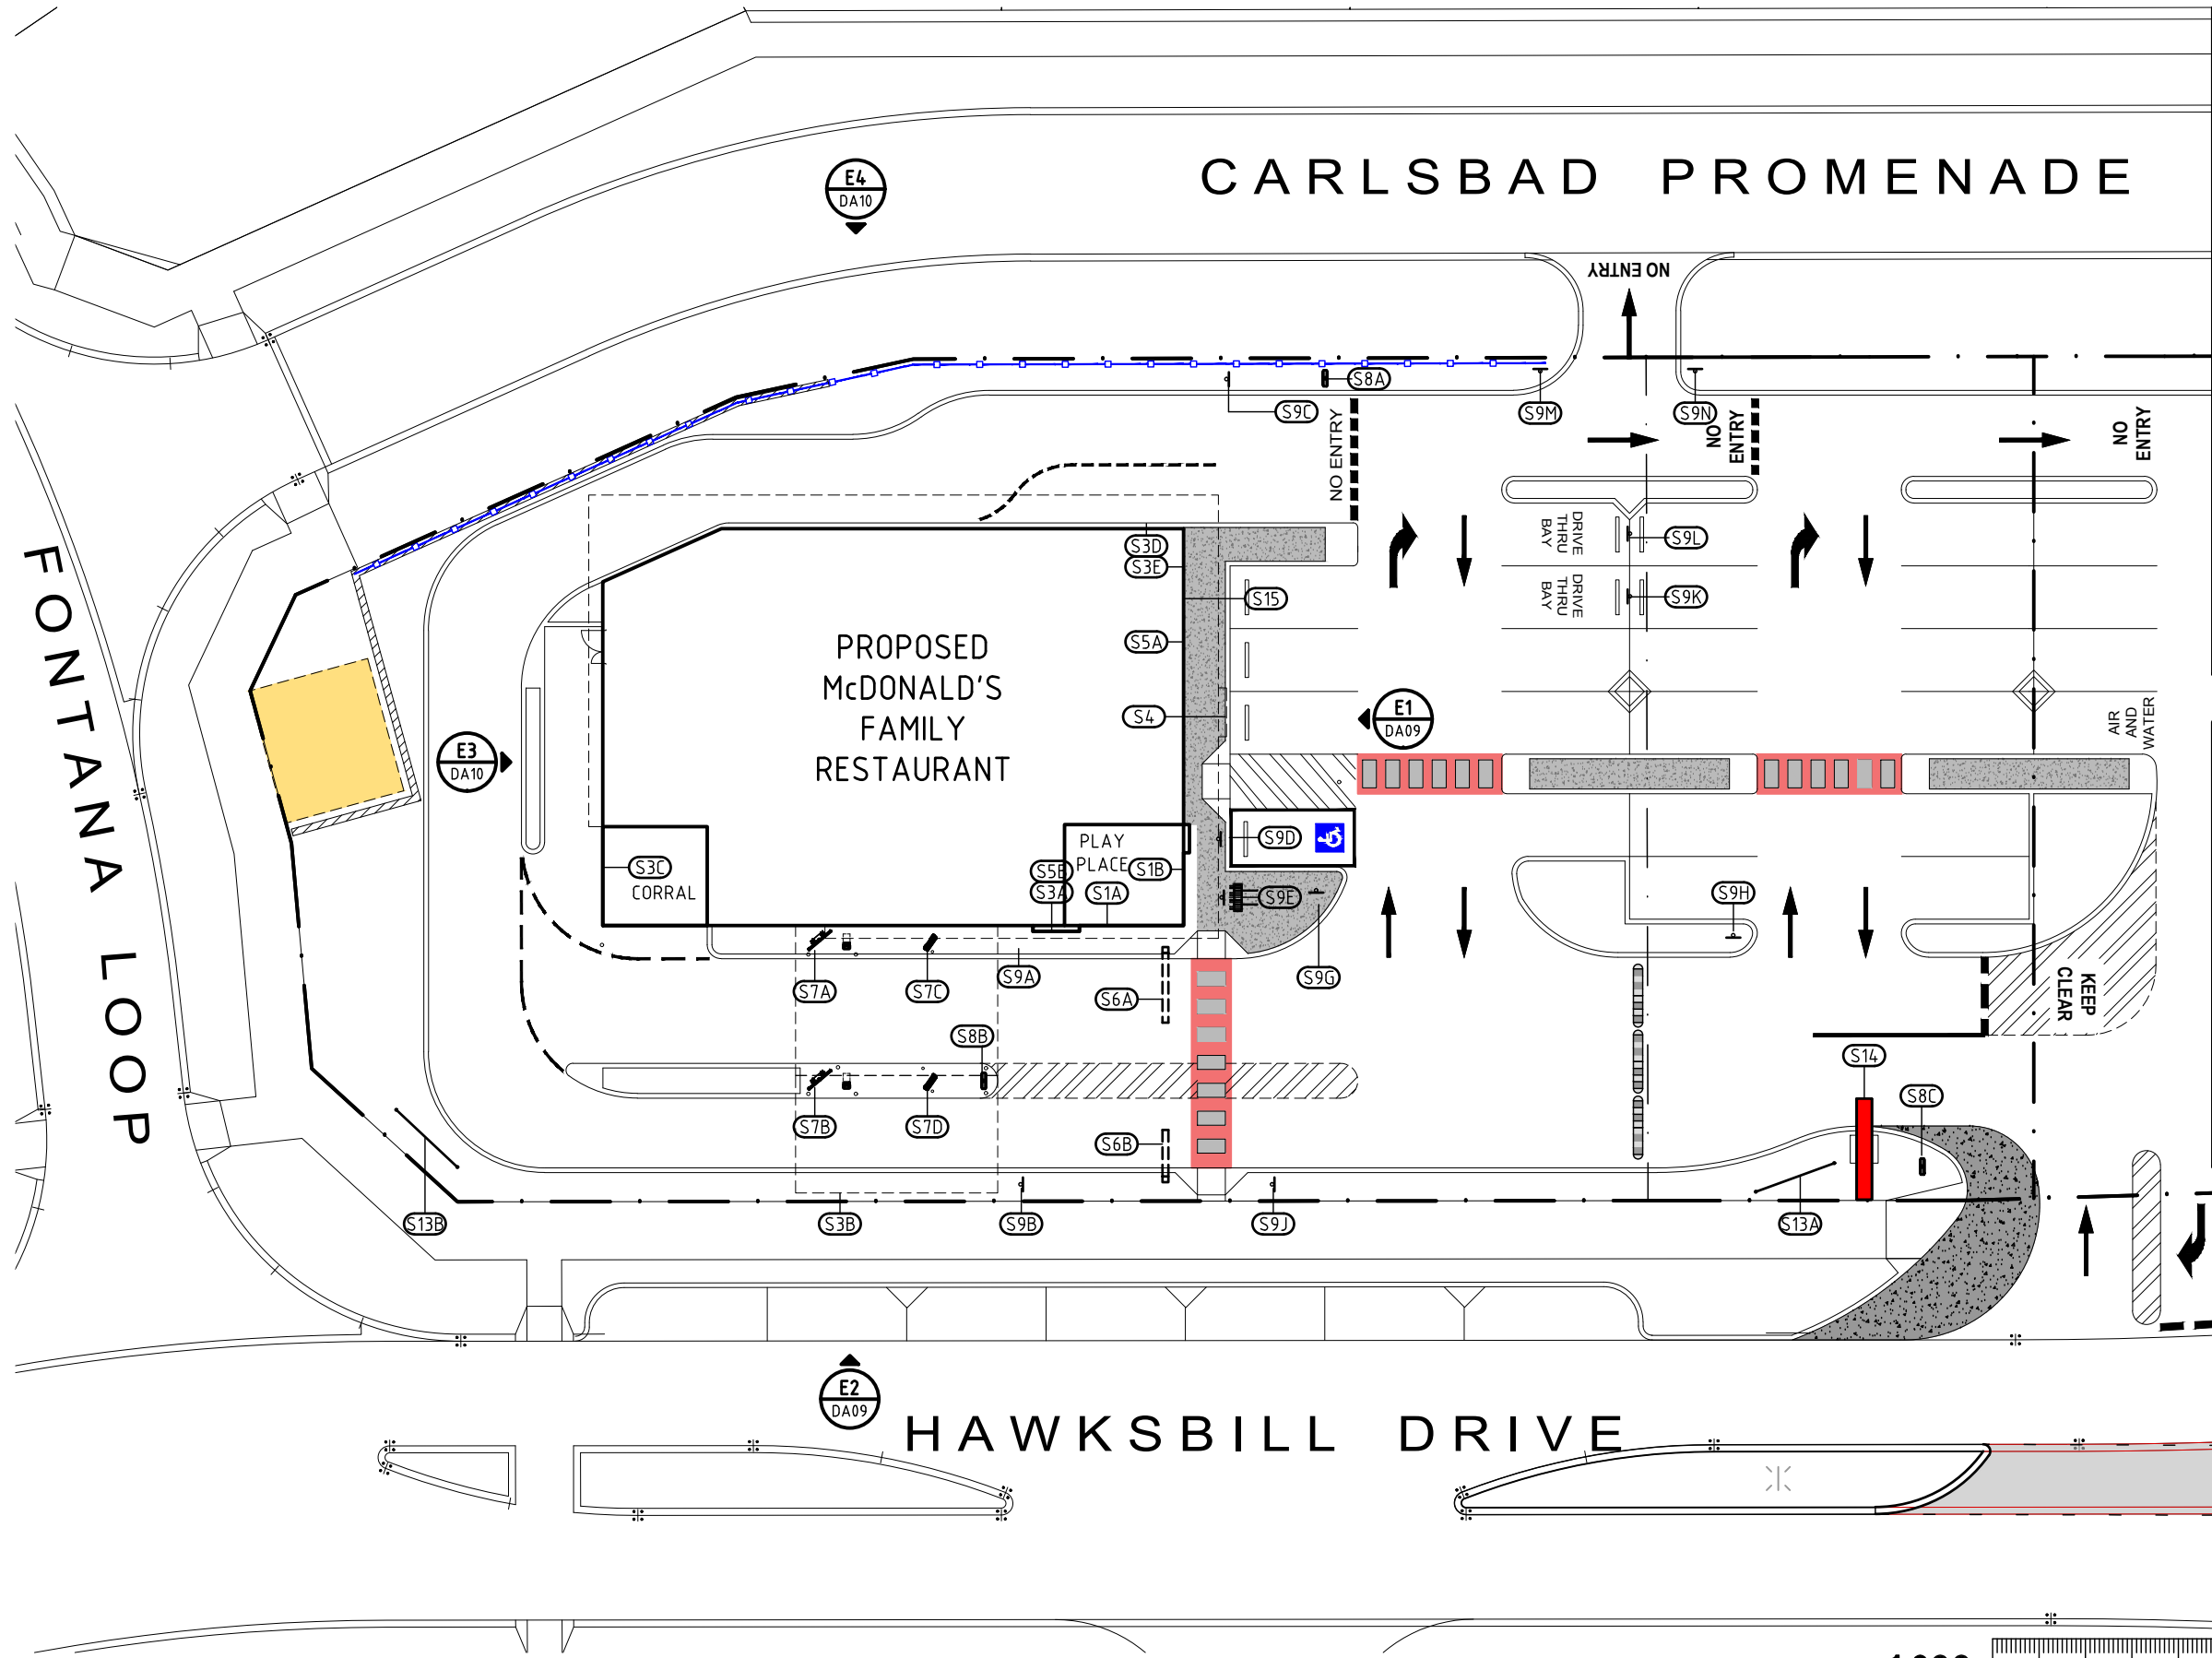 CARLSBAD PROMENADE
E4
DA10
NO ENTRY
S8A
S9C
S9M
S9N
NO ENTRY
NO
ENTRY
NO
ENTRY
S3D
S3E
S15
S5A
S4
DRIVE
THRU
BAY
S9L
DRIVE
THRU
BAY
S9K
PROPOSED
McDONALD'S
FAMILY
RESTAURANT
E1
DA09
AIR
AND
WATER
E3
DA10
FONTANA LOOP
PLAY
PLACE
S9D
S3C
CORRAL
S5B
S3A
S1A
S1B
S9E
S9H
S7A
S7C
S9A
S6A
S9G
KEEP
CLEAR
S8B
S14
S8C
S7B
S7D
S6B
S13B
S3B
S9B
S9J
S13A
E2
DA09
HAWKSBILL DRIVE